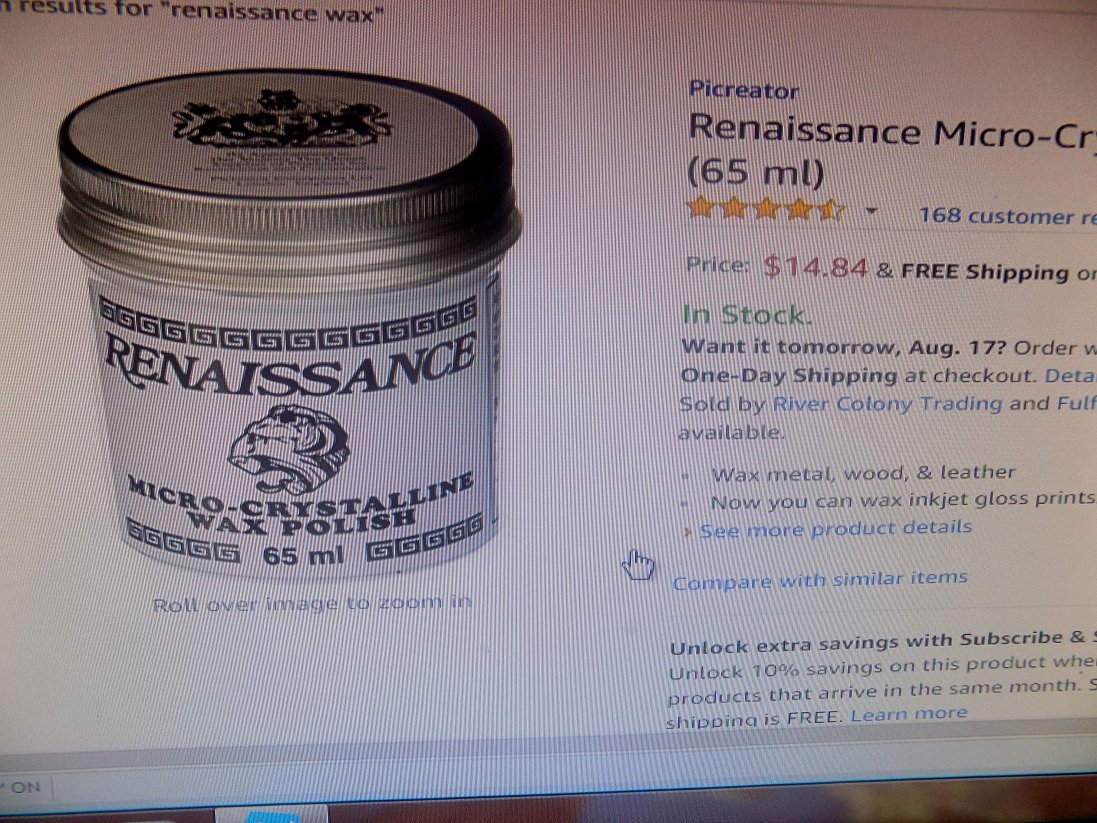 results for "renaissance wax"
RENAISSANCE
MICRO-CRYSTALLINE
WAX POLISH
65 ml
Roll over image to zoom in
Picreator
Renaissance Micro-Cry
(65 ml)
168 customer re
Price: $14.84 & FREE Shipping on
In Stock.
Want it tomorrow, Aug. 17? Order w
One-Day Shipping at checkout. Deta
Sold by River Colony Trading and Fulf
available.
Wax metal, wood, & leather
Now you can wax inkjet gloss prints
› See more product details
Compare with similar items
Unlock extra savings with Subscribe & S
Unlock 10% savings on this product whe
products that arrive in the same month. S
shipping is FREE. Learn more
ON